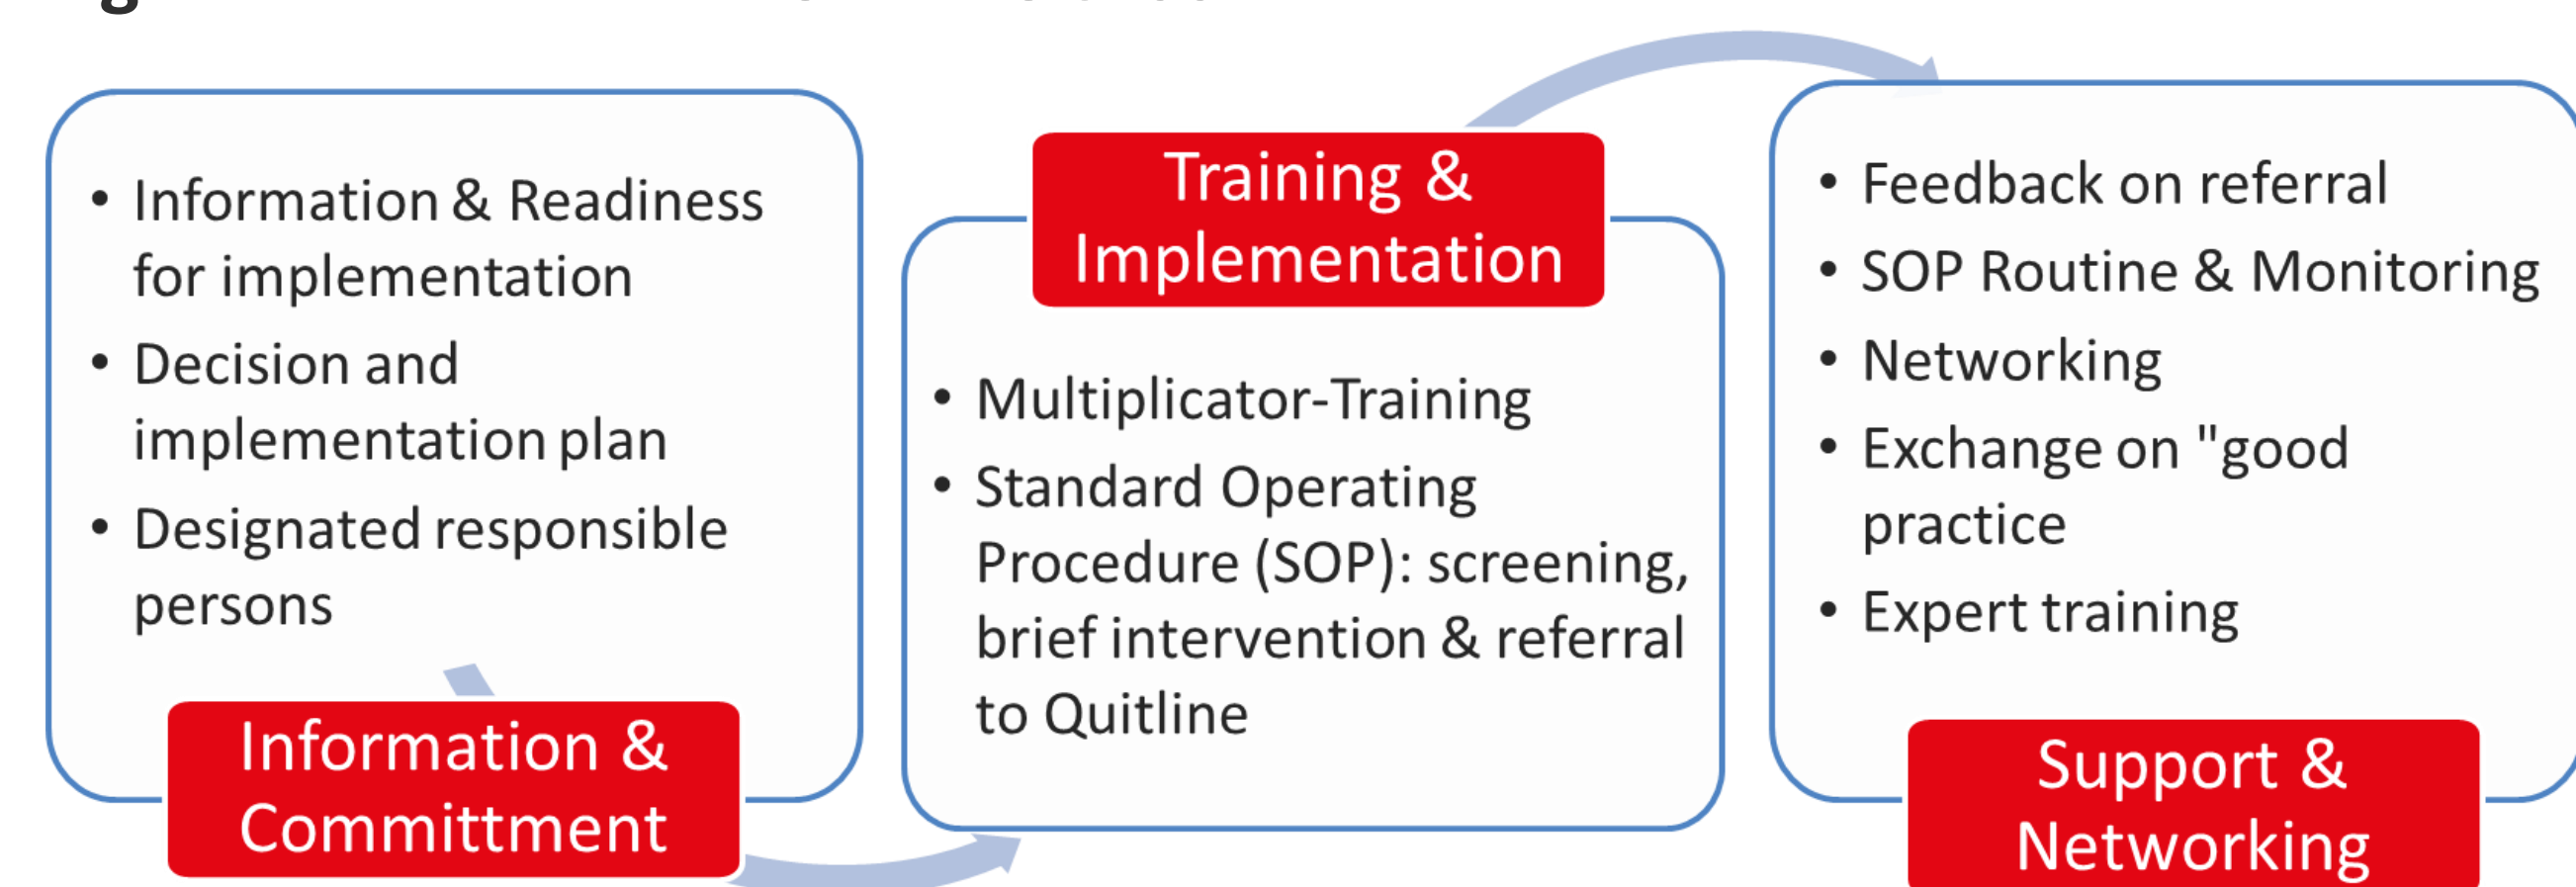 • Information & Readiness
for implementation
• Decision and
implementation plan
• Designated responsible
persons
Information &
Committment
Training &
Implementation
• Multiplicator-Training
• Standard Operating
Procedure (SOP): screening,
brief intervention & referral
to Quitline
• Feedback on referral
• SOP Routine & Monitoring
• Networking
• Exchange on "good
practice
• Expert training
Support &
Networking